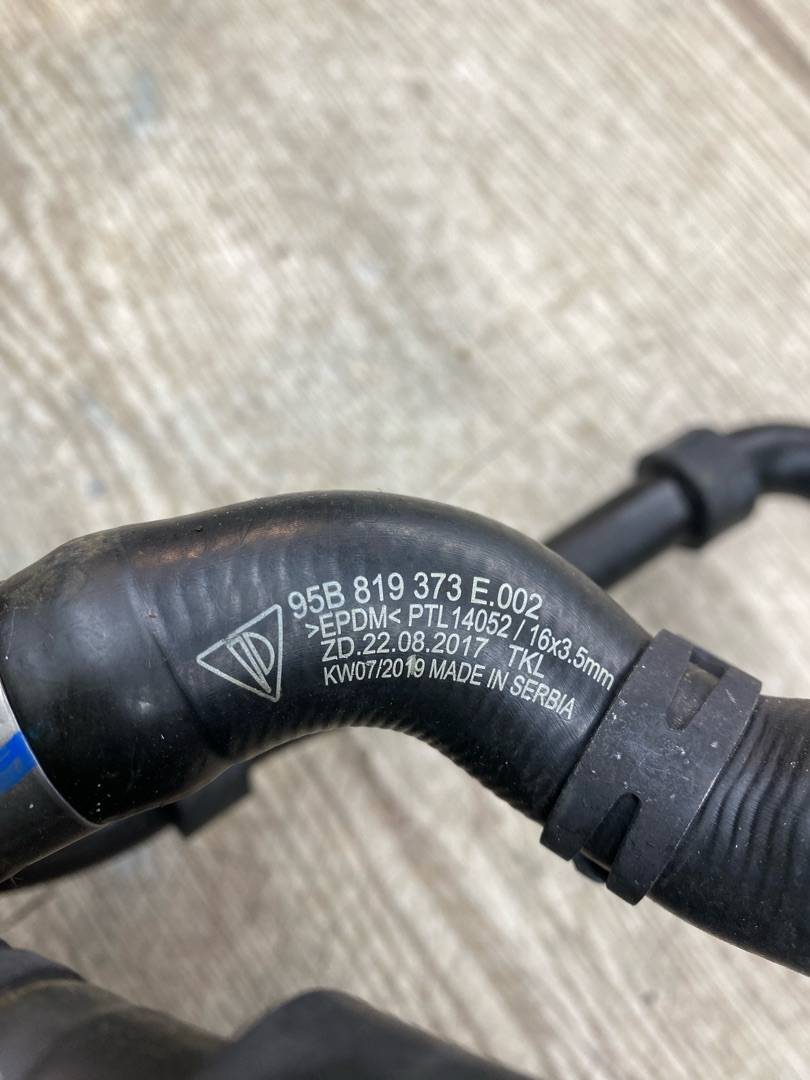 95B 819 373 E.002
>EPDM< PTL14052 / 16x3.5mm
ZD.22.08.2017 TKL
KW07/2019 MADE IN SERBIA